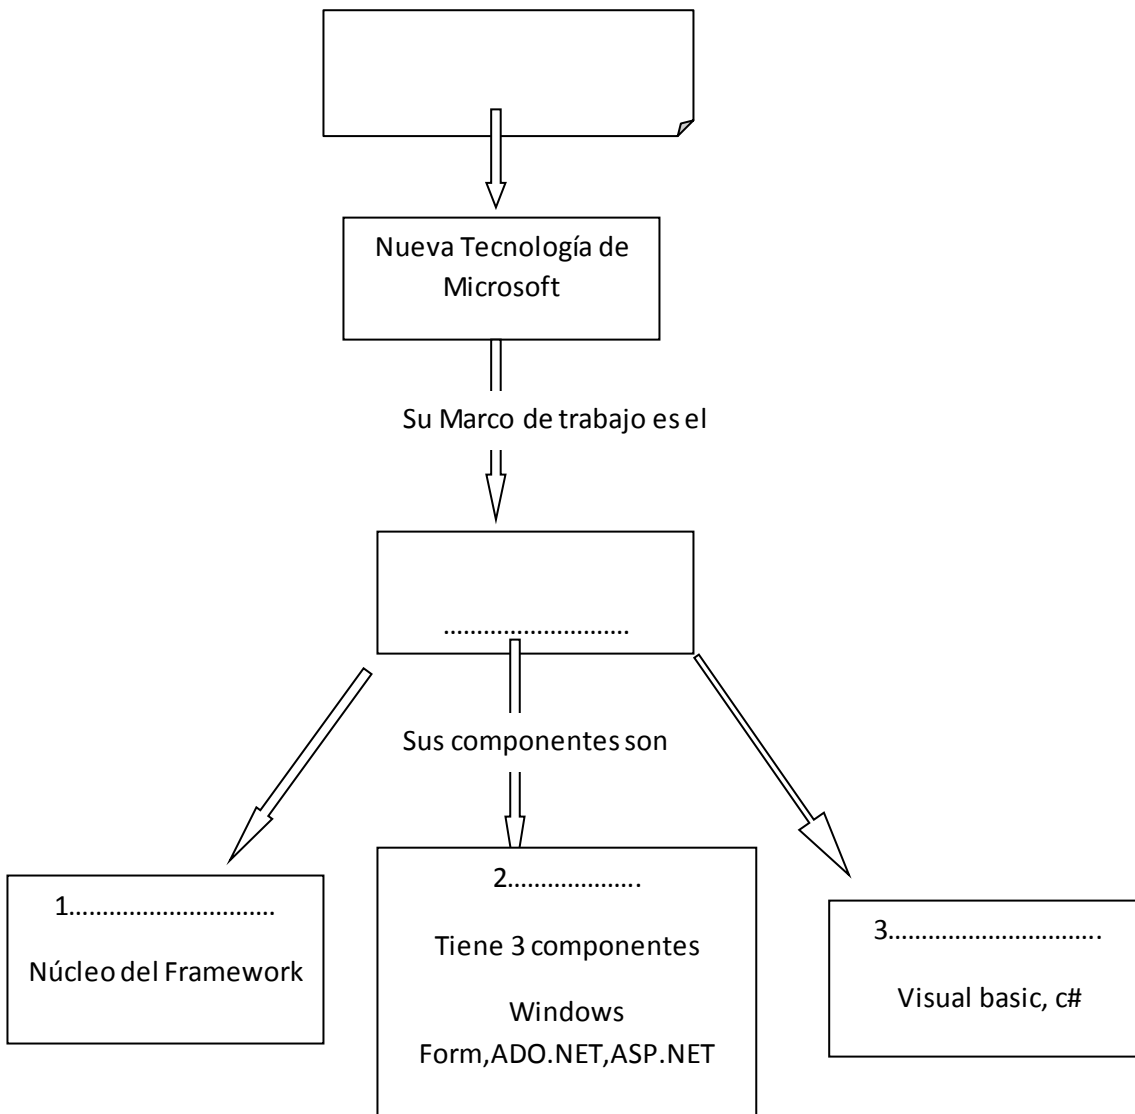 Nueva Tecnología de
Microsoft
Su Marco de trabajo es el
............................
Sus componentes son
1...............................
Núcleo del Framework
2....................
Tiene 3 componentes
Windows
Form,ADO.NET,ASP.NET
3................................
Visual basic, c#